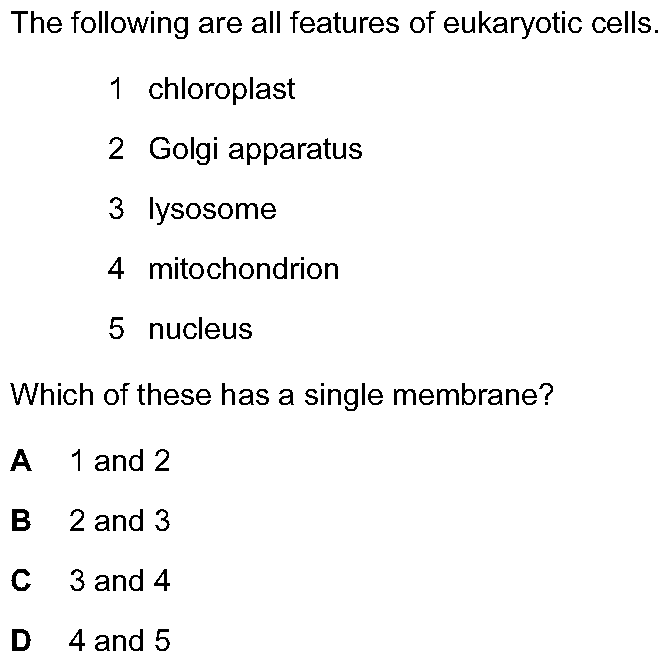 The following are all features of eukaryotic cells.
1 chloroplast
2 Golgi apparatus
3 lysosome
4 mitochondrion
5 nucleus
Which of these has a single membrane?
A 1 and 2
B 2 and 3
C 3 and 4
D 4 and 5